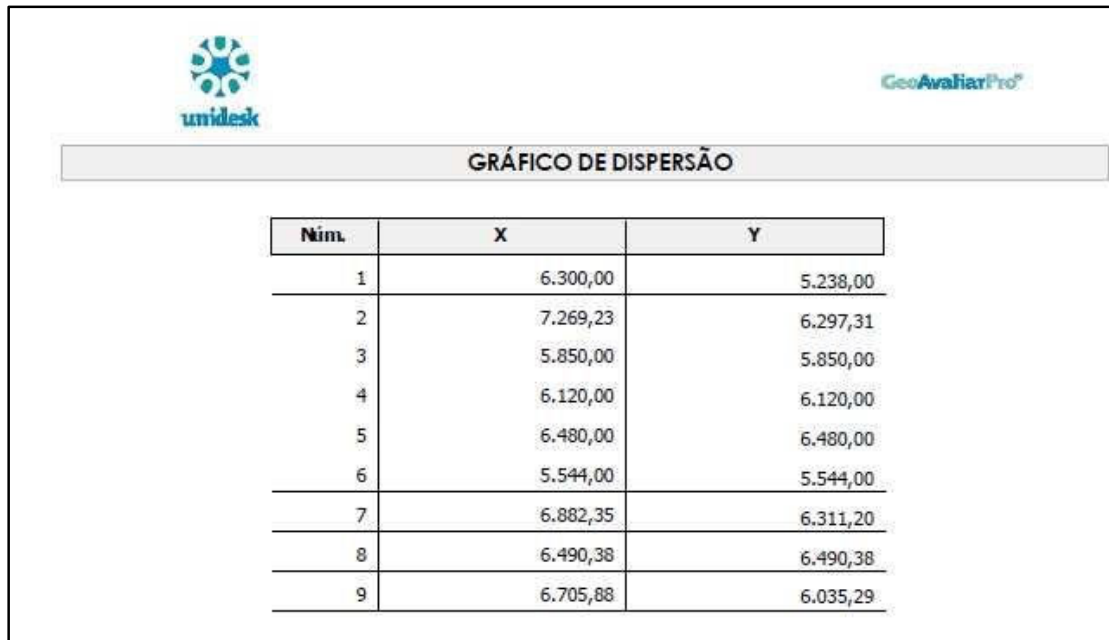 unidesk
GeoAvaliarPro®
GRÁFICO DE DISPERSÃO
Núm. X Y
1 6.300,00 5.238,00
2 7.269,23 6.297,31
3 5.850,00 5.850,00
4 6.120,00 6.120,00
5 6.480,00 6.480,00
6 5.544,00 5.544,00
7 6.882,35 6.311,20
8 6.490,38 6.490,38
9 6.705,88 6.035,29